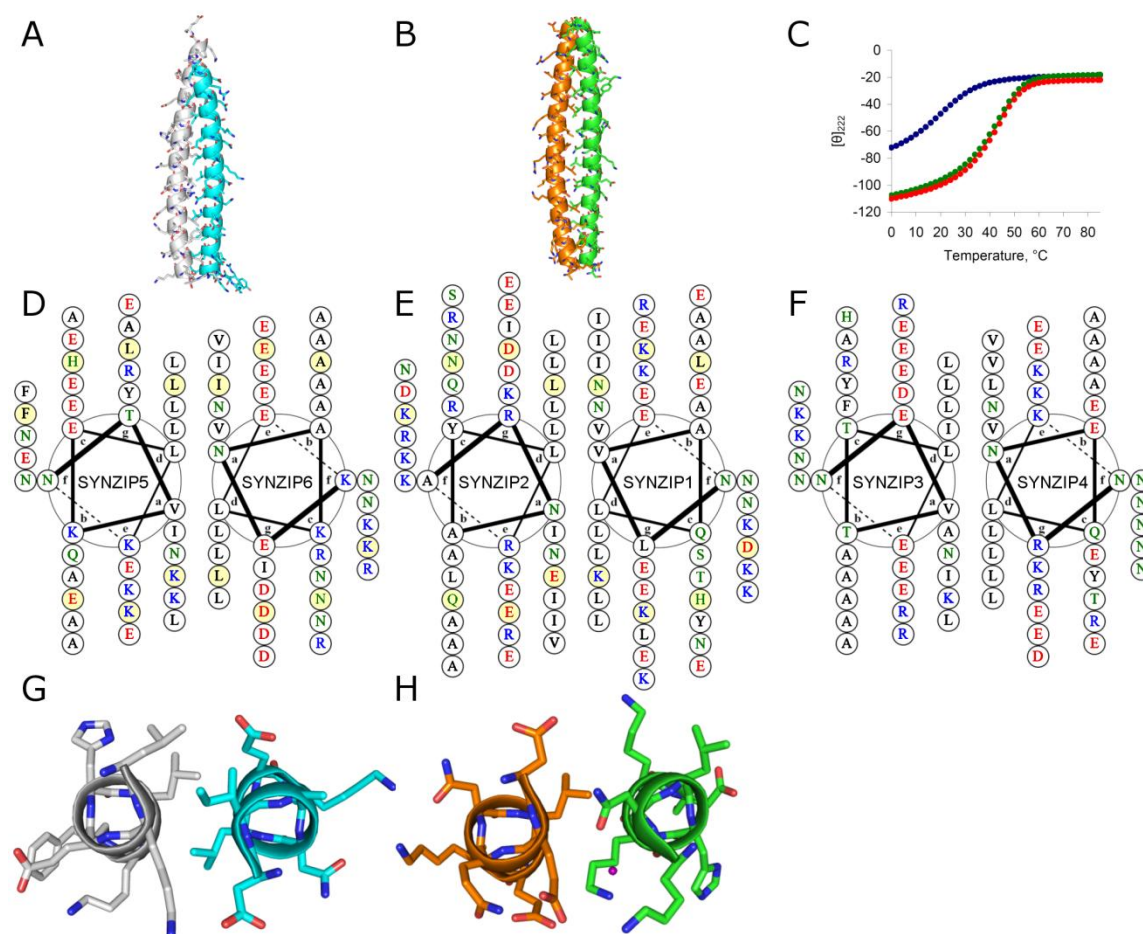 A
B
C
0
-20
-40
-60
-80
-100
-120
[θ]222
0 10 20 30 40 50 60 70 80
Temperature, °C
D
A E H E E E
E A L R Y T
L L L L L
F F N E N N
c g d f b e a
SYNZIP5
K Q A E A A
K E K K E
V I N K K L
V I I N V N
E E E E E E
A A A A A A
K N N K K R
e b a f d g c
SYNZIP6
L L L L L
E I D D D D
K R N N N R
E
S R N N Q R Y
E E I D D K R
L L L L L L
N D K R K K A
c g d f b e a
SYNZIP2
A A L Q A A A
R K E E R E
N I N E I I V
I I I N N V V
R E K K E E
E A A L E A A
N N N K D K K
e b a f d g c
SYNZIP1
L L L L K L L
L E E K L E K
Q S T H Y N E
F
H A R Y F T
R E E E D E
L L I L L
N K K N N N
c g d f b e a
SYNZIP3
T A A A A A
E E E R R
V A N I K L
V V L N V N
E E K K K
A A A A E E
N N N N N N
e b a f d g c
SYNZIP4
L L L L L
R K R E E D
Q E Y T R E
G
H